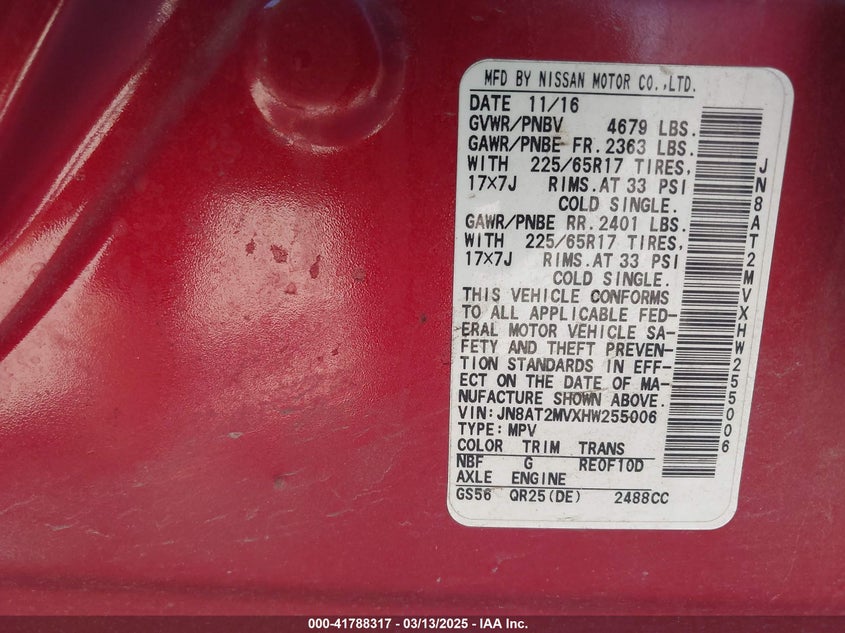 MFD BY NISSAN MOTOR CO.,LTD.
DATE 11/16
GVWR/PNBV 4679 LBS.
GAWR/PNBE FR. 2363 LBS.
WITH 225/65R17 TIRES,
17×7J RIMS.AT 33 PSI
COLD SINGLE.
GAWR/PNBE RR. 2401 LBS.
WITH 225/65R17 TIRES,
17×7J RIMS.AT 33 PSI
COLD SINGLE.
THIS VEHICLE CONFORMS
TO ALL APPLICABLE FED-
ERAL MOTOR VEHICLE SA-
FETY AND THEFT PREVEN-
TION STANDARDS IN EFF-
ECT ON THE DATE OF MA-
NUFACTURE SHOWN ABOVE.
VIN:JN8AT2MVXHW255006
TYPE:MPV
COLOR TRIM TRANS
NBF G RE0F10D
AXLE ENGINE
GS56 QR25(DE) 2488CC
JN8AT2MVXHW255006
000-41788317 - 03/13/2025 - IAA Inc.